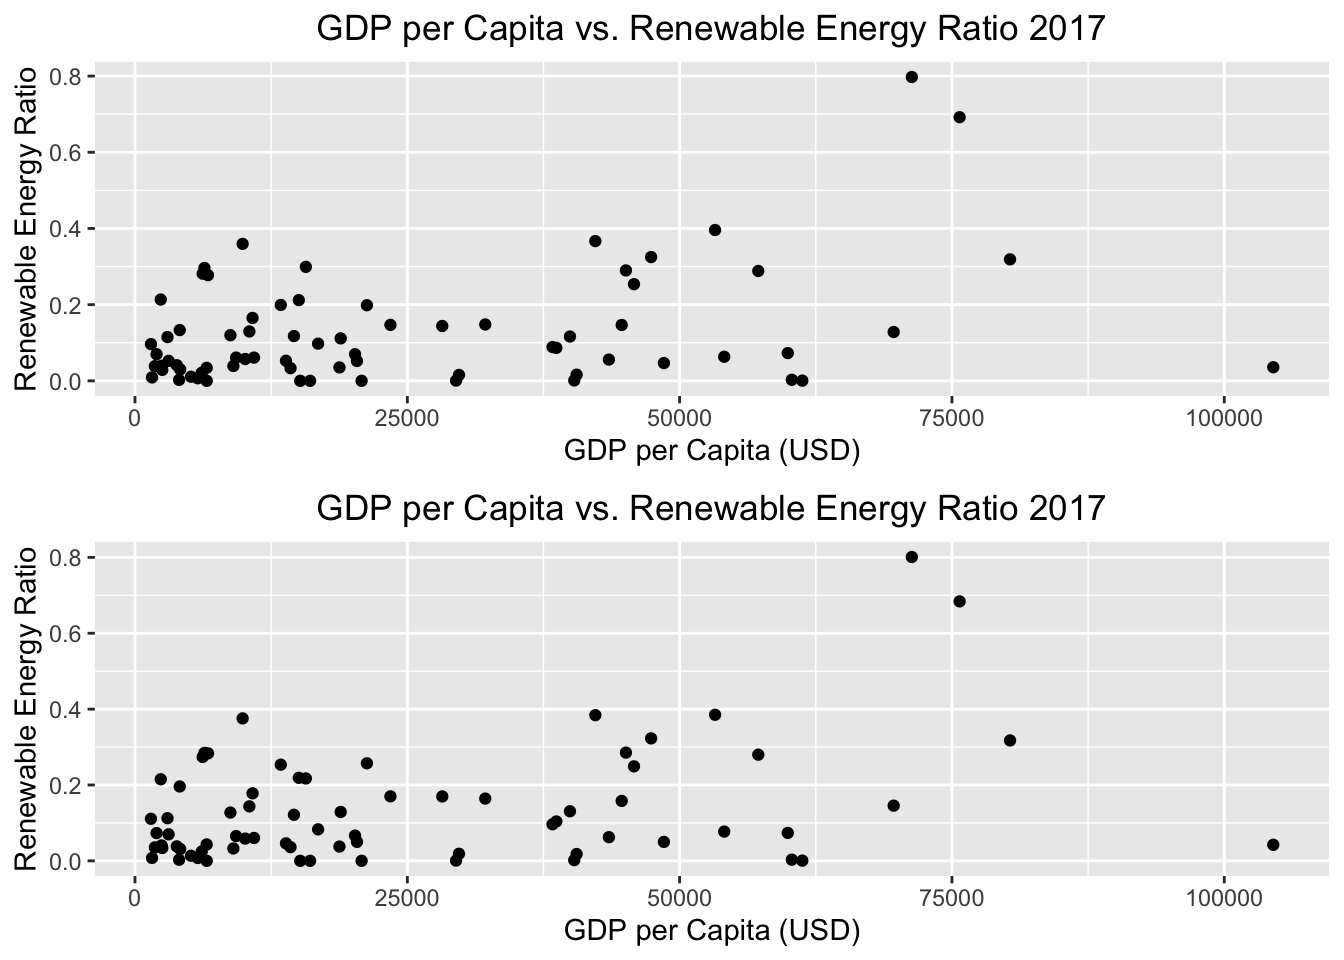 GDP per Capita vs. Renewable Energy Ratio 2017
Renewable Energy Ratio
0.8
0.6
0.4
0.2
0.0
0 25000 50000 75000 100000
GDP per Capita (USD)
GDP per Capita vs. Renewable Energy Ratio 2017
Renewable Energy Ratio
0.8
0.6
0.4
0.2
0.0
0 25000 50000 75000 100000
GDP per Capita (USD)